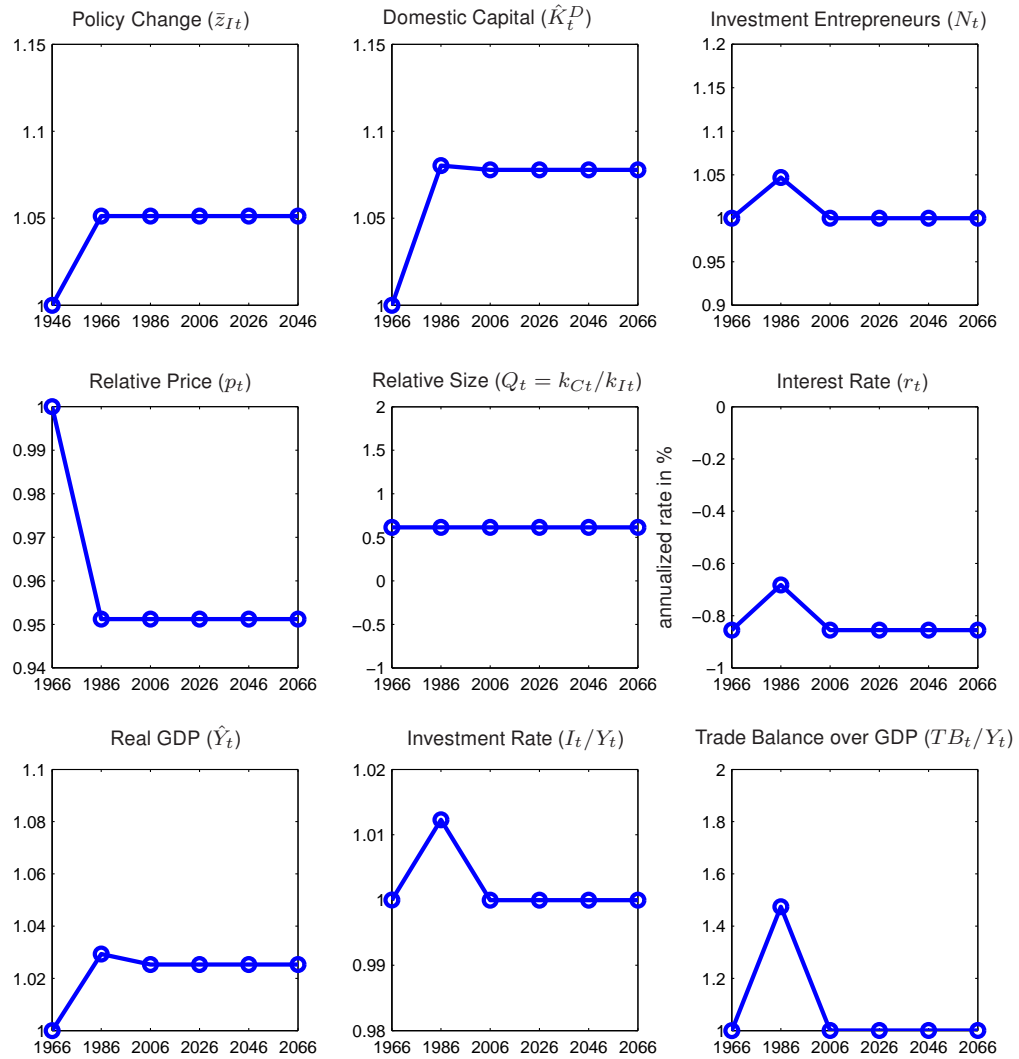 Policy Change (z̄_It)
1.15
1.1
1.05
1
1946 1966 1986 2006 2026 2046
Domestic Capital (K̂_t^D)
1.15
1.1
1.05
1
1966 1986 2006 2026 2046 2066
Investment Entrepreneurs (N_t)
1.2
1.15
1.1
1.05
1
0.95
0.9
1966 1986 2006 2026 2046 2066
Relative Price (p_t)
1
0.99
0.98
0.97
0.96
0.95
0.94
1966 1986 2006 2026 2046 2066
Relative Size (Q_t = k_Ct/k_It)
2
1.5
1
0.5
0
−0.5
−1
1966 1986 2006 2026 2046 2066
Interest Rate (r_t)
annualized rate in %
0
−0.2
−0.4
−0.6
−0.8
−1
1966 1986 2006 2026 2046 2066
Real GDP (Ŷ_t)
1.1
1.08
1.06
1.04
1.02
1
1966 1986 2006 2026 2046 2066
Investment Rate (I_t/Y_t)
1.02
1.01
1
0.99
0.98
1966 1986 2006 2026 2046 2066
Trade Balance over GDP (TB_t/Y_t)
2
1.8
1.6
1.4
1.2
1
1966 1986 2006 2026 2046 2066